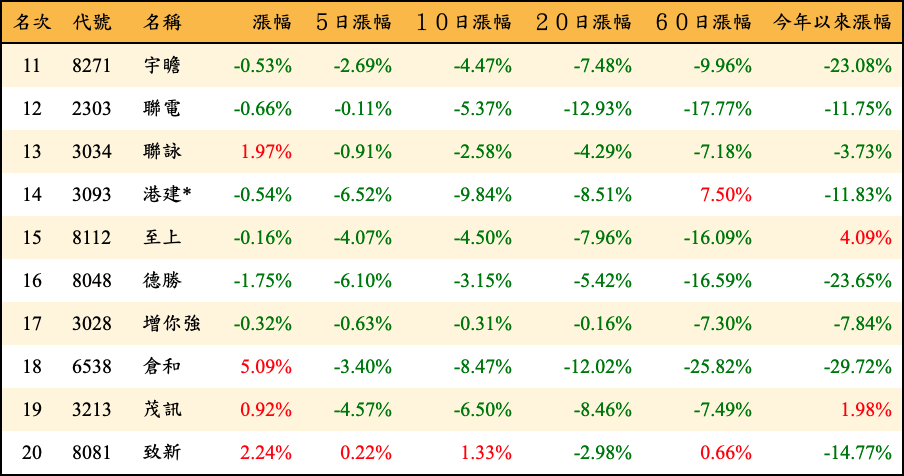 名次 代號 名稱 漲幅 5日漲幅 10日漲幅 20日漲幅 60日漲幅 今年以來漲幅
11 8271 宇瞻 -0.53% -2.69% -4.47% -7.48% -9.96% -23.08%
12 2303 聯電 -0.66% -0.11% -5.37% -12.93% -17.77% -11.75%
13 3034 聯詠 1.97% -0.91% -2.58% -4.29% -7.18% -3.73%
14 3093 港建* -0.54% -6.52% -9.84% -8.51% 7.50% -11.83%
15 8112 至上 -0.16% -4.07% -4.50% -7.96% -16.09% 4.09%
16 8048 德勝 -1.75% -6.10% -3.15% -5.42% -16.59% -23.65%
17 3028 增你強 -0.32% -0.63% -0.31% -0.16% -7.30% -7.84%
18 6538 倉和 5.09% -3.40% -8.47% -12.02% -25.82% -29.72%
19 3213 茂訊 0.92% -4.57% -6.50% -8.46% -7.49% 1.98%
20 8081 致新 2.24% 0.22% 1.33% -2.98% 0.66% -14.77%